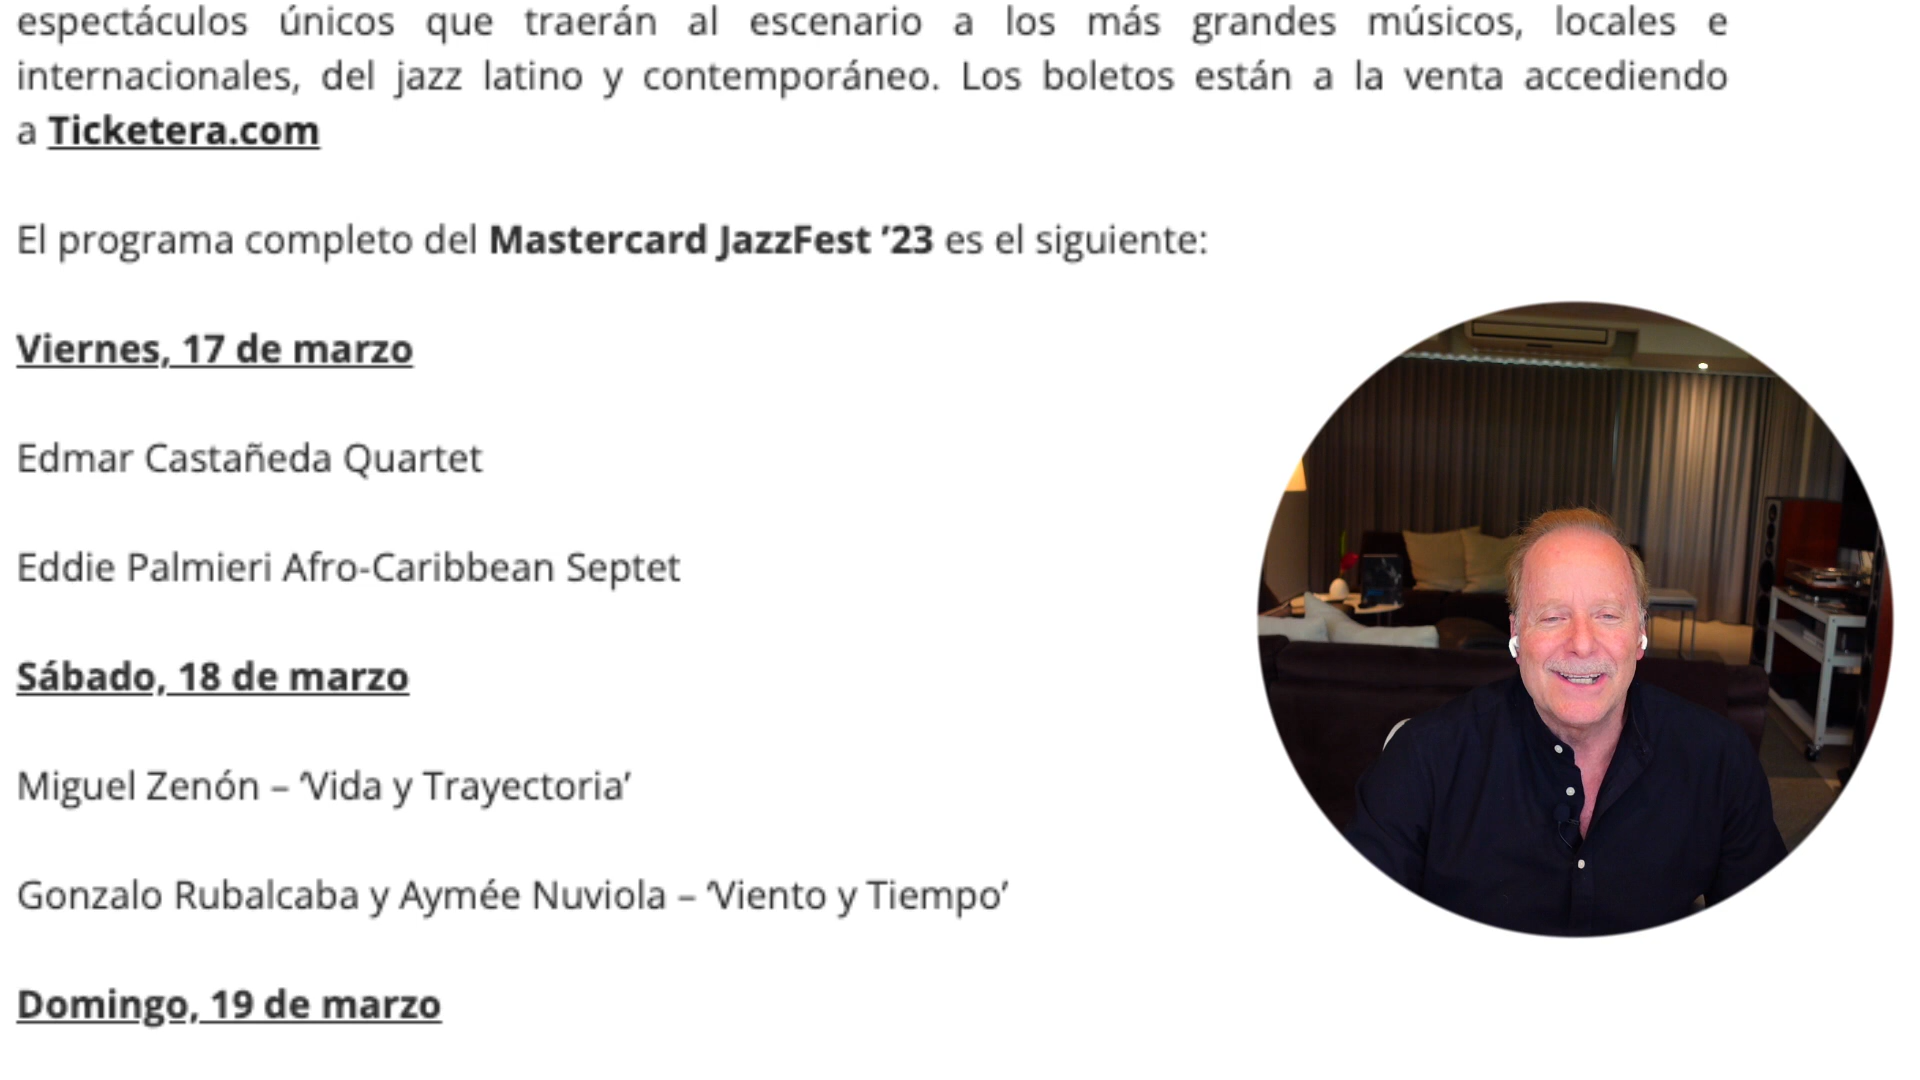 espectáculos únicos que traerán al escenario a los más grandes músicos, locales e
internacionales, del jazz latino y contemporáneo. Los boletos están a la venta accediendo
a Ticketera.com
El programa completo del Mastercard JazzFest ’23 es el siguiente:
Viernes, 17 de marzo
Edmar Castañeda Quartet
Eddie Palmieri Afro-Caribbean Septet
Sábado, 18 de marzo
Miguel Zenón – ‘Vida y Trayectoria’
Gonzalo Rubalcaba y Aymée Nuviola – ‘Viento y Tiempo’
Domingo, 19 de marzo